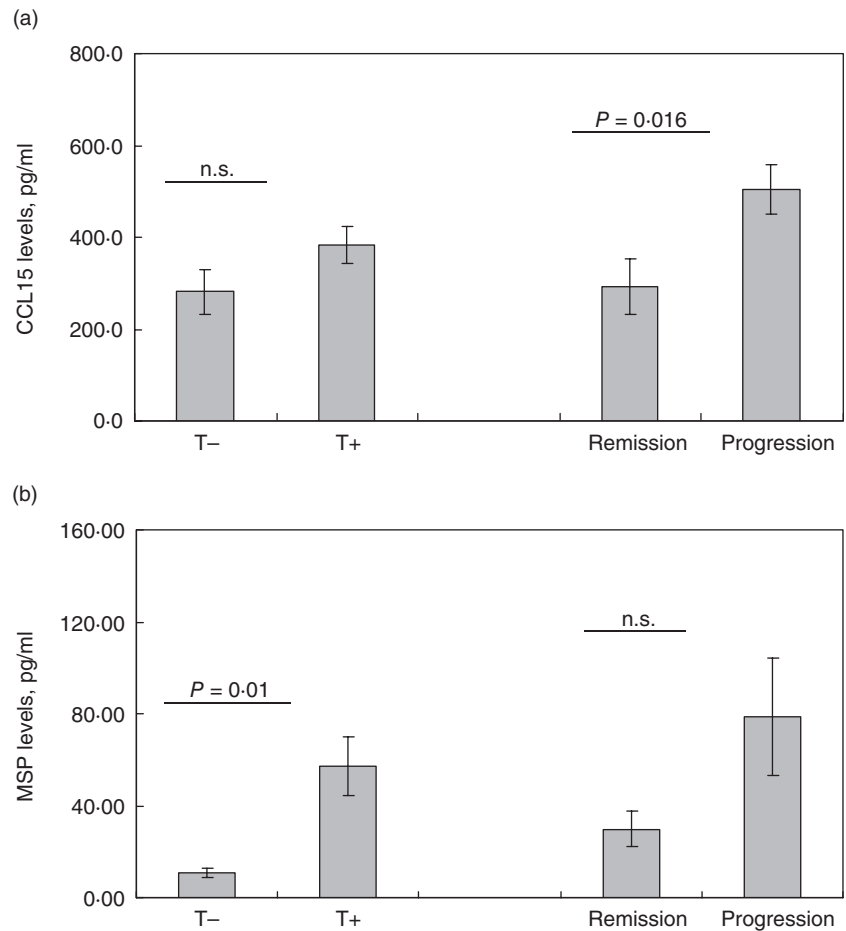 (a)
CCL15 levels, pg/ml
800·0
600·0
400·0
200·0
0·0
n.s.
P = 0·016
T–
T+
Remission
Progression
(b)
MSP levels, pg/ml
160·00
120·00
80·00
40·00
0·00
P = 0·01
n.s.
T–
T+
Remission
Progression